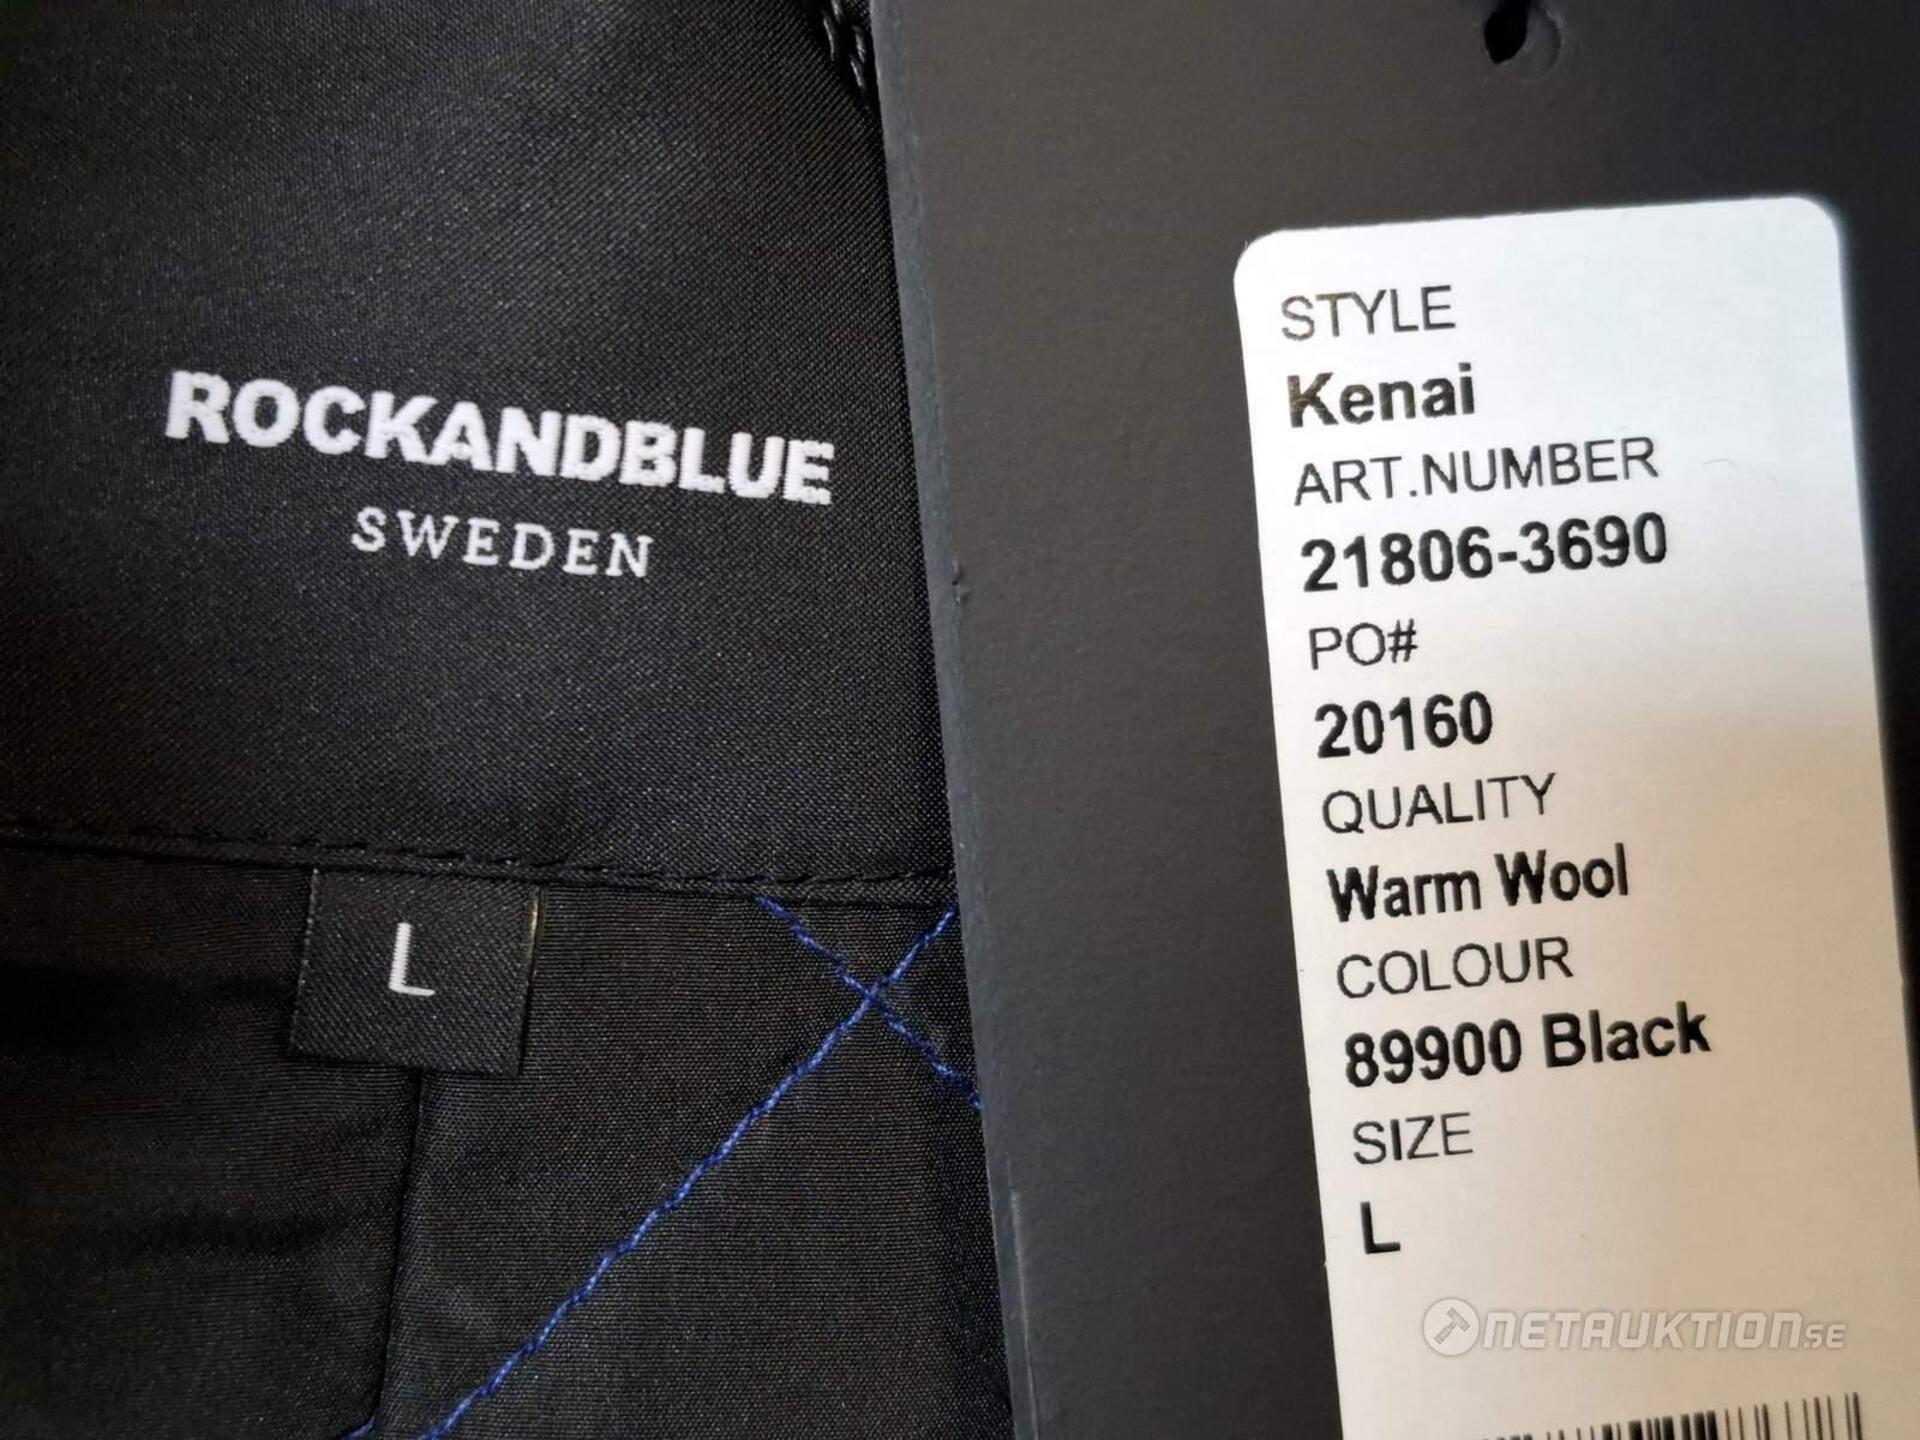 ROCKANDBLUE
SWEDEN
L
STYLE
Kenai
ART.NUMBER
21806-3690
PO#
20160
QUALITY
Warm Wool
COLOUR
89900 Black
SIZE
L
NETAUKTION.SE